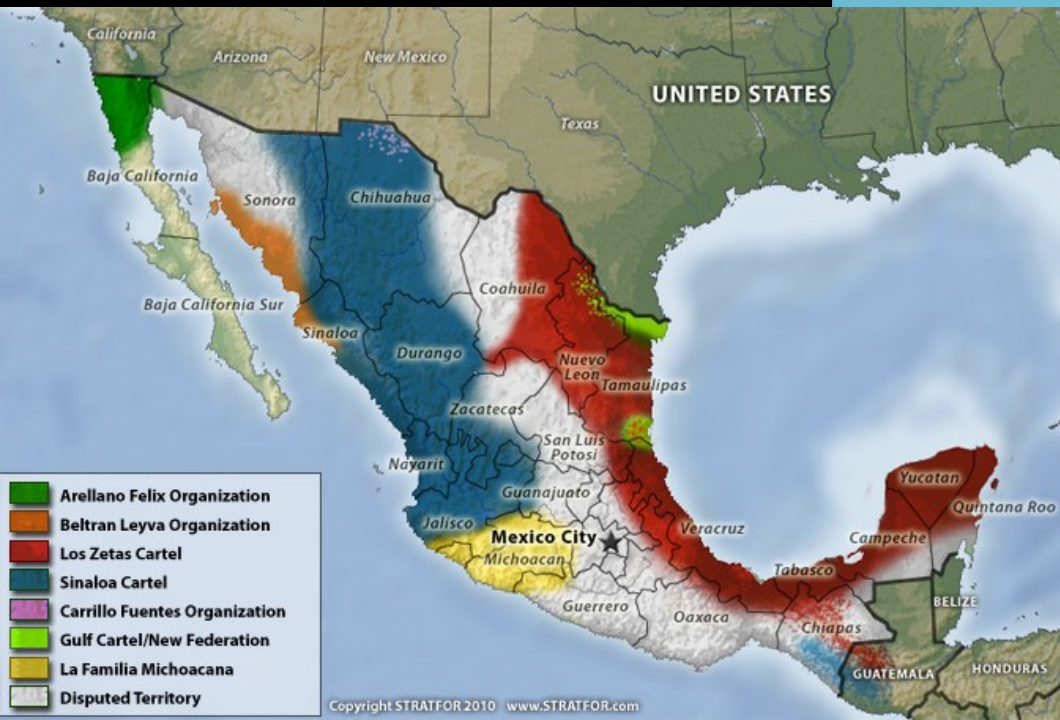 California
Arizona
New Mexico
UNITED STATES
Texas
Baja California
Sonora
Chihuahua
Coahuila
Baja California Sur
Sinaloa
Durango
Nuevo
Leon
Tamaulipas
Zacatecas
San Luis
Potosi
Nayarit
Guanajuato
Yucatan
Quintana Roo
Jalisco
Mexico City
Veracruz
Campeche
Michoacan
Tabasco
Guerrero
Oaxaca
Chiapas
BELIZE
GUATEMALA
HONDURAS
Arellano Felix Organization
Beltran Leyva Organization
Los Zetas Cartel
Sinaloa Cartel
Carrillo Fuentes Organization
Gulf Cartel/New Federation
La Familia Michoacana
Disputed Territory
Copyright STRATFOR 2010 www.STRATFOR.com